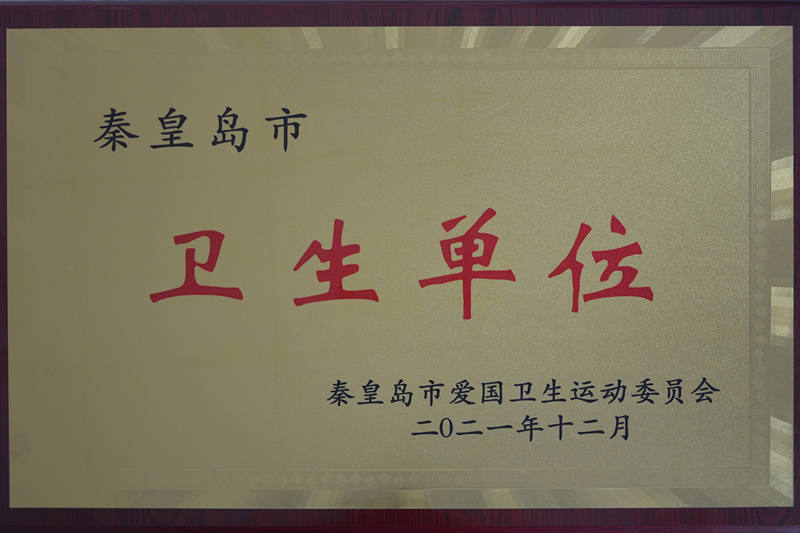 秦皇岛市
卫生单位
秦皇岛市爱国卫生运动委员会
二0二一年十二月